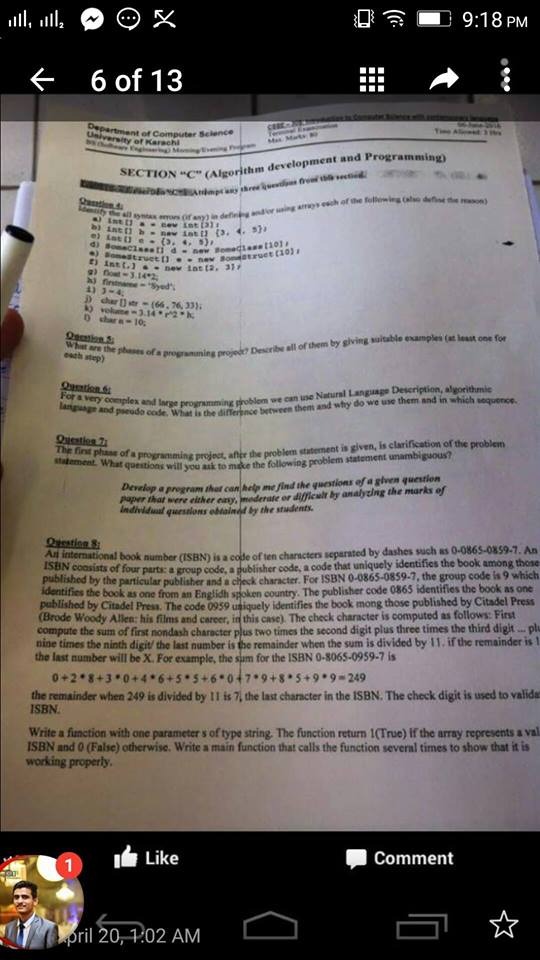 9:18 PM
6 of 13
Department of Computer Science
University of Karachi
BS (Software Engineering) Morning/Evening Program
Introduction to Computer Science with contemporary language
Terminal Examination
Max. Marks: 80
Time Allowed: 3 Hrs
SECTION "C" (Algorithm development and Programming)
Attempt any three questions from this section.
Question 4:
Identify the all syntax errors (if any) in defining and/or using arrays each of the following (also define the reason)
a) int[] a = new int[3];
b) int[] b = new int[] {3, 4, 5};
c) int[] c = {3, 4, 5};
d) SomeClass[] d = new SomeClass[10];
e) SomeStruct[] e = new SomeStruct[10];
f) int[,] a = new int[2, 3];
g) float = 3.14*2;
h) firstname = "Syed";
i) 3 = 4;
j) char [] str = {66, 76, 33};
k) volume = 3.14 * r^2 * h;
l) char n = 10;
Question 5:
What are the phases of a programming project? Describe all of them by giving suitable examples (at least one for
each step)
Question 6:
For a very complex and large programming problem we can use Natural Language Description, algorithmic
language and pseudo code. What is the difference between them and why do we use them and in which sequence.
Question 7:
The first phase of a programming project, after the problem statement is given, is clarification of the problem
statement. What questions will you ask to make the following problem statement unambiguous?
Develop a program that can help me find the questions of a given question
paper that were either easy, moderate or difficult by analyzing the marks of
individual questions obtained by the students.
Question 8:
An international book number (ISBN) is a code of ten characters separated by dashes such as 0-0865-0859-7. An
ISBN consists of four parts: a group code, a publisher code, a code that uniquely identifies the book among those
published by the particular publisher and a check character. For ISBN 0-0865-0859-7, the group code is 9 which
identifies the book as one from an English spoken country. The publisher code 0865 identifies the book as one
published by Citadel Press. The code 0959 uniquely identifies the book mong those published by Citadel Press
(Brode Woody Allen: his films and career, in this case). The check character is computed as follows: First
compute the sum of first nondash character plus two times the second digit plus three times the third digit ... plu
nine times the ninth digit/ the last number is the remainder when the sum is divided by 11. if the remainder is 1
the last number will be X. For example, the sum for the ISBN 0-8065-0959-7 is
0+2*8+3*0+4*6+5*5+6*0+7*9+8*5+9*9=249
the remainder when 249 is divided by 11 is 7, the last character in the ISBN. The check digit is used to valida
ISBN.
Write a function with one parameter s of type string. The function return 1(True) if the array represents a val
ISBN and 0 (False) otherwise. Write a main function that calls the function several times to show that it is
working properly.
Like
Comment
1
pril 20, 1:02 AM